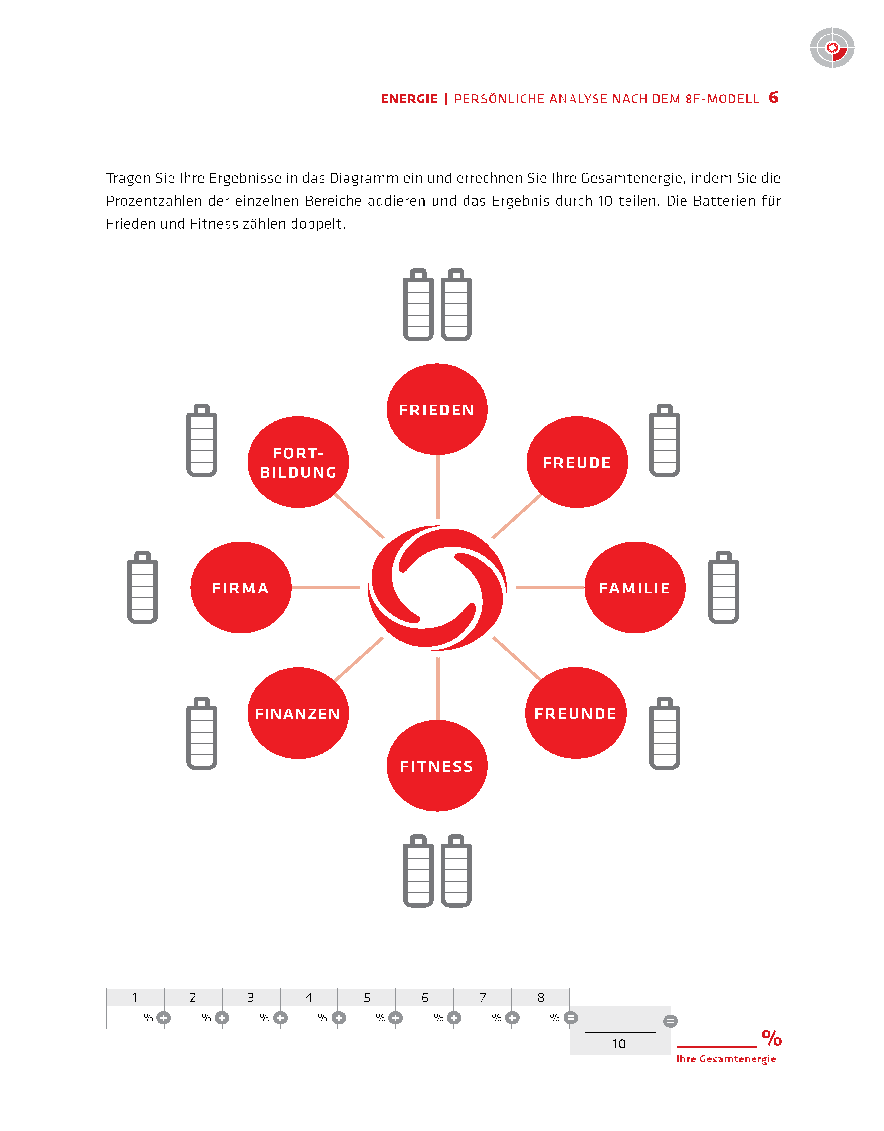 ENERGIE | PERSÖNLICHE ANALYSE NACH DEM 8F-MODELL 6
Tragen Sie Ihre Ergebnisse in das Diagramm ein und errechnen Sie Ihre Gesamtenergie, indem Sie die
Prozentzahlen der einzelnen Bereiche addieren und das Ergebnis durch 10 teilen. Die Batterien für
Frieden und Fitness zählen doppelt.
FRIEDEN
FORT-
BILDUNG
FREUDE
FIRMA
FAMILIE
FINANZEN
FREUNDE
FITNESS
1 2 3 4 5 6 7 8
% + % + % + % + % + % + % + % = =
10
%
Ihre Gesamtenergie